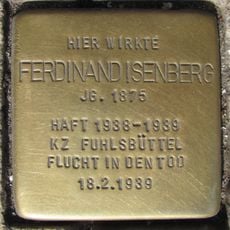 HIER WIRKTE
FERDINAND ISENBERG
JG. 1875
HAFT 1938-1939
KZ FUHLSBÜTTEL
FLUCHT IN DEN TOD
18.2.1939